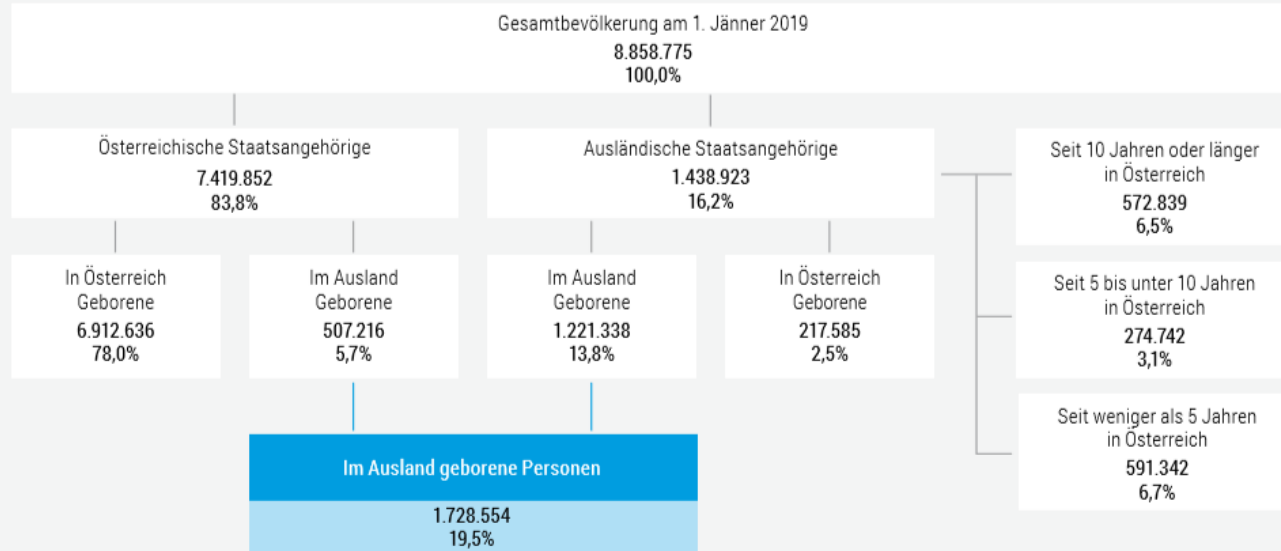 Gesamtbevölkerung am 1. Jänner 2019
8.858.775
100,0%
Österreichische Staatsangehörige
7.419.852
83,8%
Ausländische Staatsangehörige
1.438.923
16,2%
Seit 10 Jahren oder länger
in Österreich
572.839
6,5%
In Österreich
Geborene
6.912.636
78,0%
Im Ausland
Geborene
507.216
5,7%
Im Ausland
Geborene
1.221.338
13,8%
In Österreich
Geborene
217.585
2,5%
Seit 5 bis unter 10 Jahren
in Österreich
274.742
3,1%
Seit weniger als 5 Jahren
in Österreich
591.342
6,7%
Im Ausland geborene Personen
1.728.554
19,5%